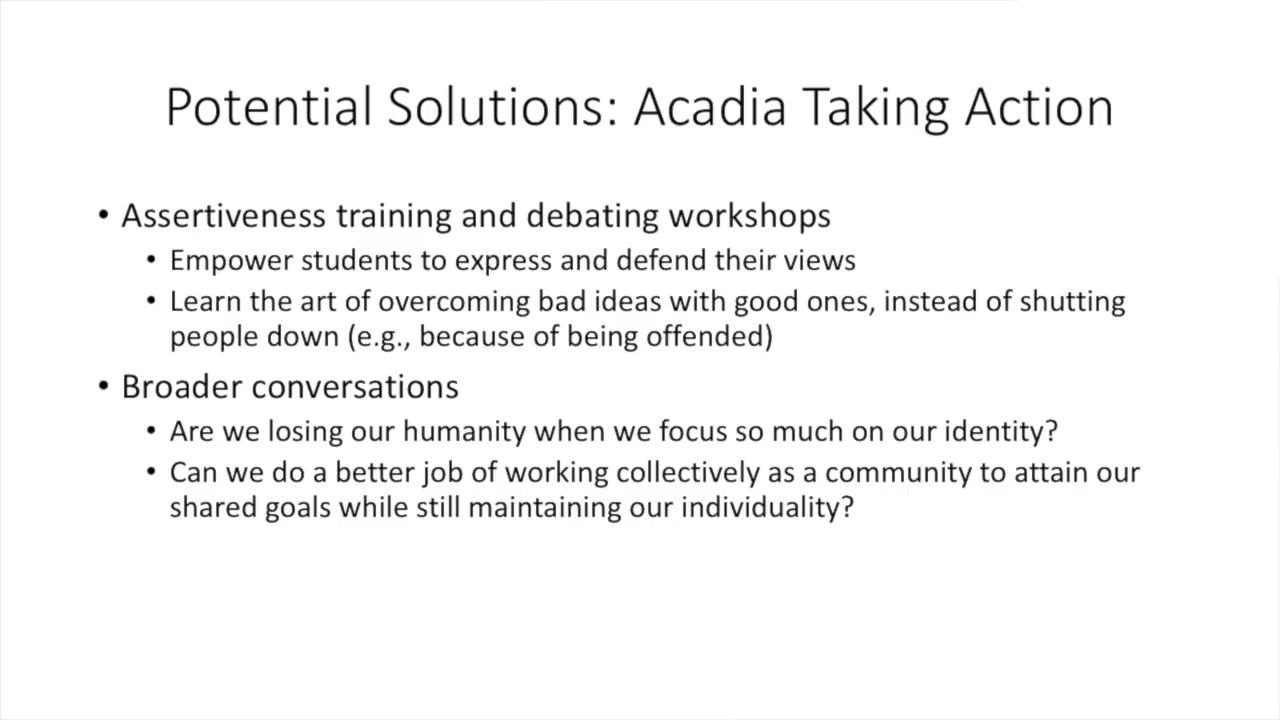 Potential Solutions: Acadia Taking Action
• Assertiveness training and debating workshops
• Empower students to express and defend their views
• Learn the art of overcoming bad ideas with good ones, instead of shutting
people down (e.g., because of being offended)
• Broader conversations
• Are we losing our humanity when we focus so much on our identity?
• Can we do a better job of working collectively as a community to attain our
shared goals while still maintaining our individuality?